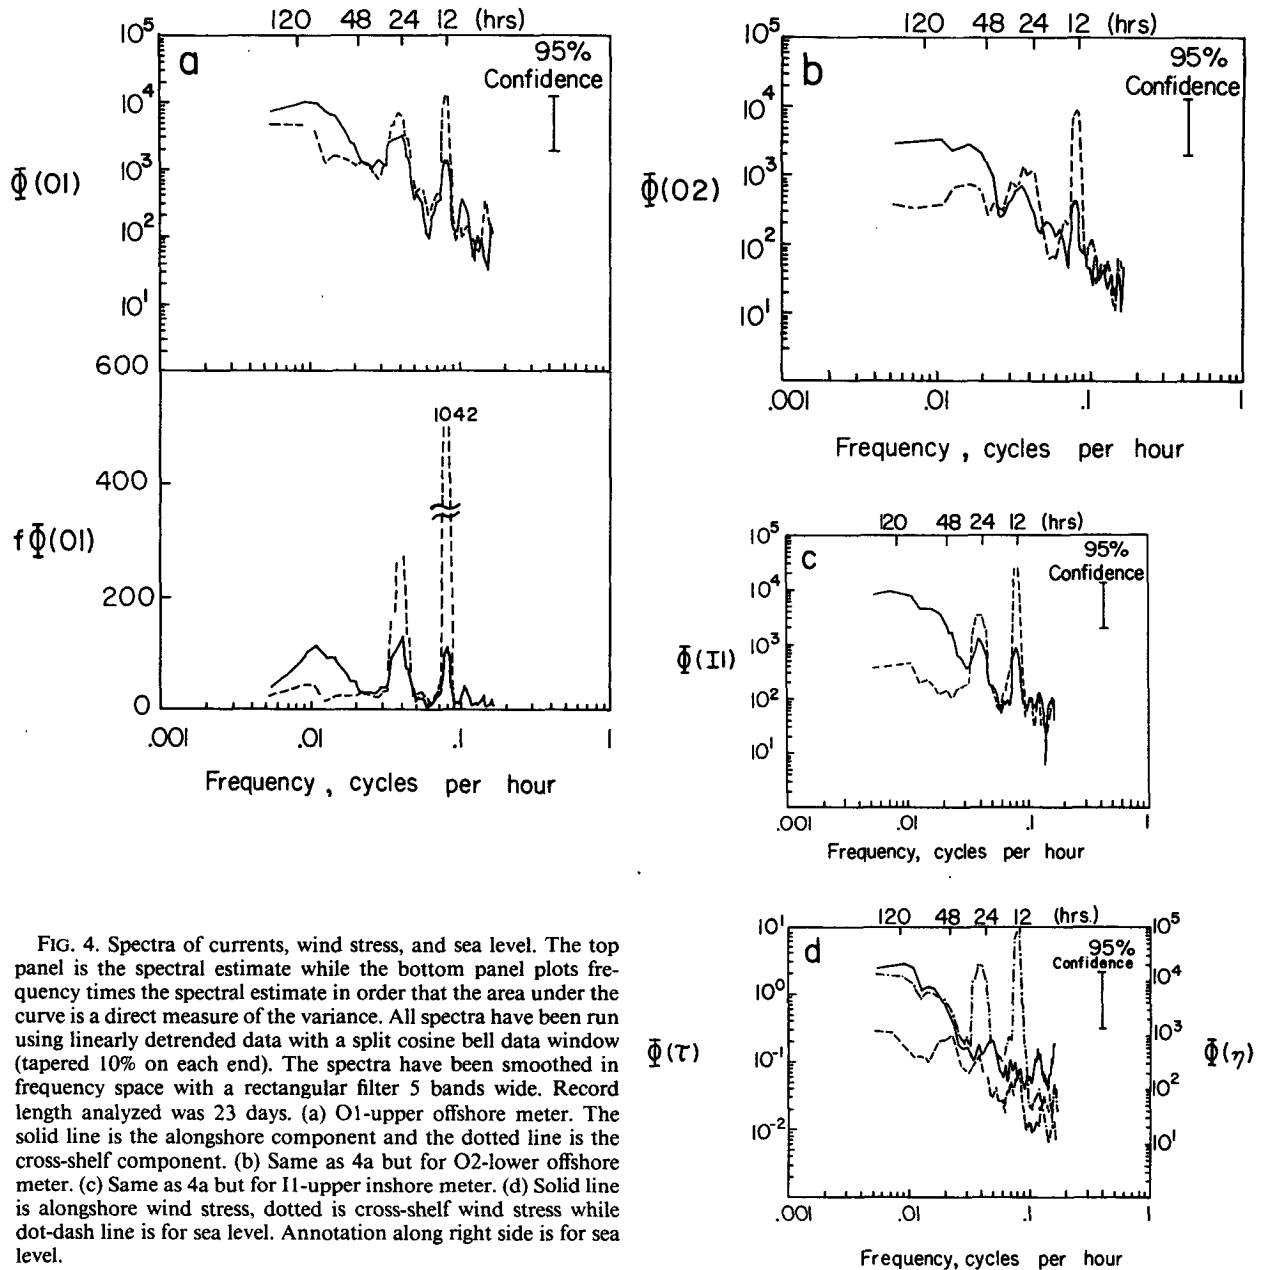 120 48 24 12 (hrs)
10⁵
a
95%
Confidence
10⁴
Φ(O1)
10³
10²
10¹
600
1042
400
fΦ(O1)
200
0
.001 .01 .1 1
Frequency, cycles per hour
120 48 24 12 (hrs)
10⁵
b
95%
Confidence
10⁴
Φ(O2)
10³
10²
10¹
.001 .01 .1 1
Frequency, cycles per hour
120 48 24 12 (hrs)
10⁵
c
95%
Confidence
10⁴
Φ(I1)
10³
10²
10¹
.001 .01 .1 1
Frequency, cycles per hour
120 48 24 12 (hrs.)
10¹ 10⁵
d
95%
Confidence
10⁴
10⁰
10³
Φ(τ) Φ(η)
10⁻¹
10²
10⁻²
10¹
.001 .01 .1 1
Frequency, cycles per hour
FIG. 4. Spectra of currents, wind stress, and sea level. The top
panel is the spectral estimate while the bottom panel plots fre-
quency times the spectral estimate in order that the area under the
curve is a direct measure of the variance. All spectra have been run
using linearly detrended data with a split cosine bell data window
(tapered 10% on each end). The spectra have been smoothed in
frequency space with a rectangular filter 5 bands wide. Record
length analyzed was 23 days. (a) O1-upper offshore meter. The
solid line is the alongshore component and the dotted line is the
cross-shelf component. (b) Same as 4a but for O2-lower offshore
meter. (c) Same as 4a but for I1-upper inshore meter. (d) Solid line
is alongshore wind stress, dotted is cross-shelf wind stress while
dot-dash line is for sea level. Annotation along right side is for sea
level.